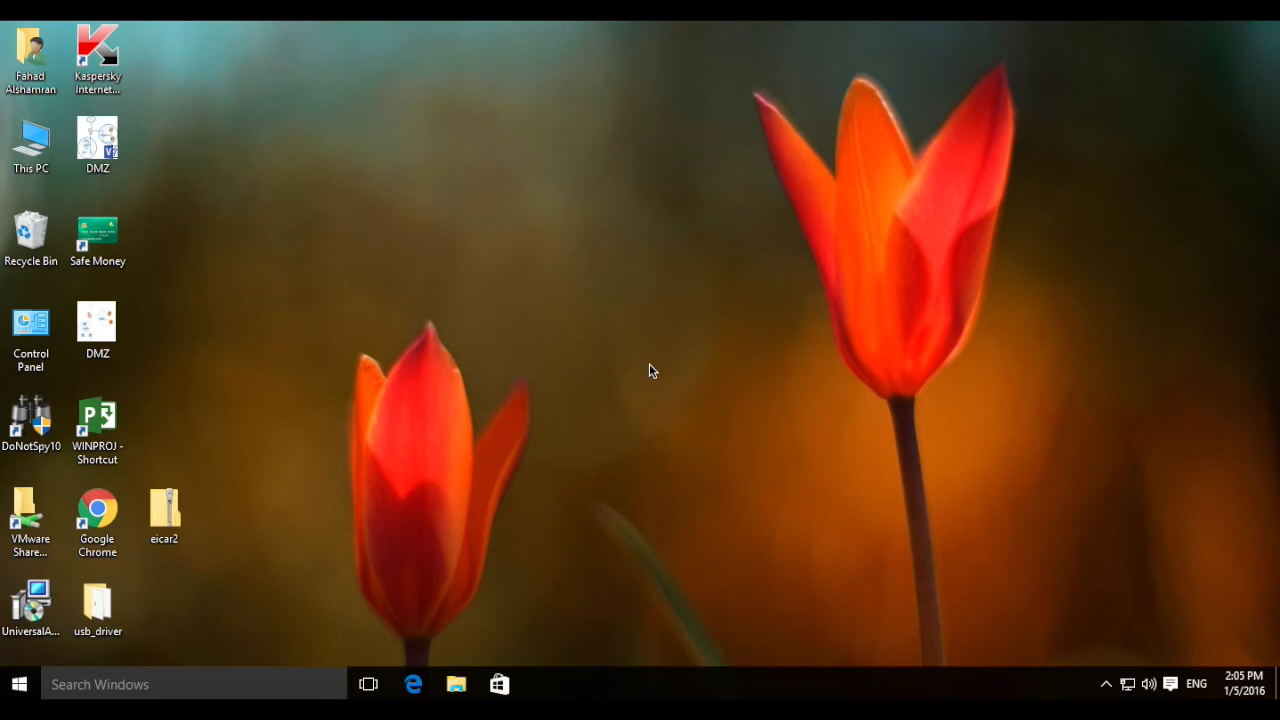 Fahad
Alshamran
Kaspersky
Internet...
This PC
DMZ
Recycle Bin
Safe Money
Control
Panel
DMZ
DoNotSpy10
WINPROJ -
Shortcut
VMware
Share...
Google
Chrome
eicar2
UniversalA...
usb_driver
Search Windows
ENG
2:05 PM
1/5/2016